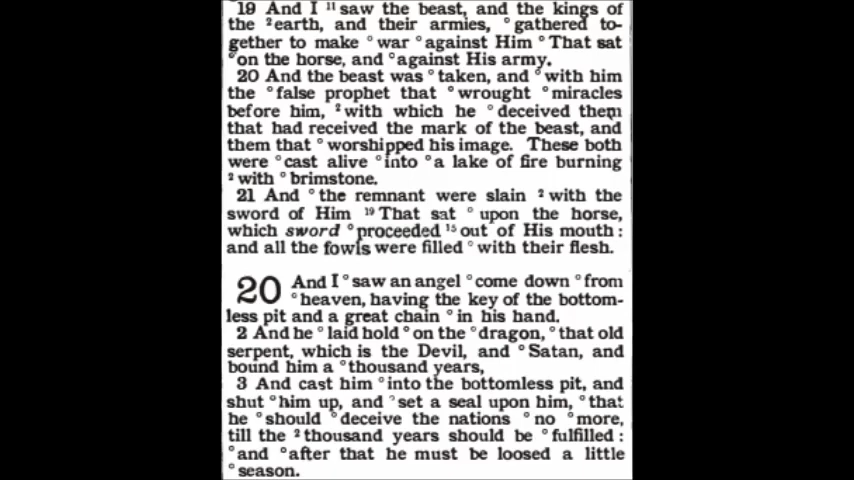 19 And I ¹¹ saw the beast, and the kings of
the ² earth, and their armies, ° gathered to-
gether to make ° war ° against Him ° That sat
° on the horse, and ° against His army.
20 And the beast was ° taken, and ° with him
the ° false prophet that ° wrought ° miracles
before him, ² with which he ° deceived them
that had received the mark of the beast, and
them that ° worshipped his image. These both
were ° cast alive ° into ° a lake of fire burning
² with ° brimstone.
21 And ° the remnant were slain ² with the
sword of Him ¹⁹ That sat ° upon the horse,
which sword ° proceeded ¹⁵ out of His mouth:
and all the fowls were filled ° with their flesh.
20 And I ° saw an angel ° come down ° from
° heaven, having the key of the bottom-
less pit and a great chain ° in his hand.
2 And he ° laid hold ° on the ° dragon, ° that old
serpent, which is the Devil, and ° Satan, and
bound him a ° thousand years,
3 And cast him ° into the bottomless pit, and
shut ° him up, and ° set a seal upon him, ° that
he ° should ° deceive the nations ° no ° more,
till the ² thousand years should be ° fulfilled:
° and ° after that he must be loosed a little
° season.